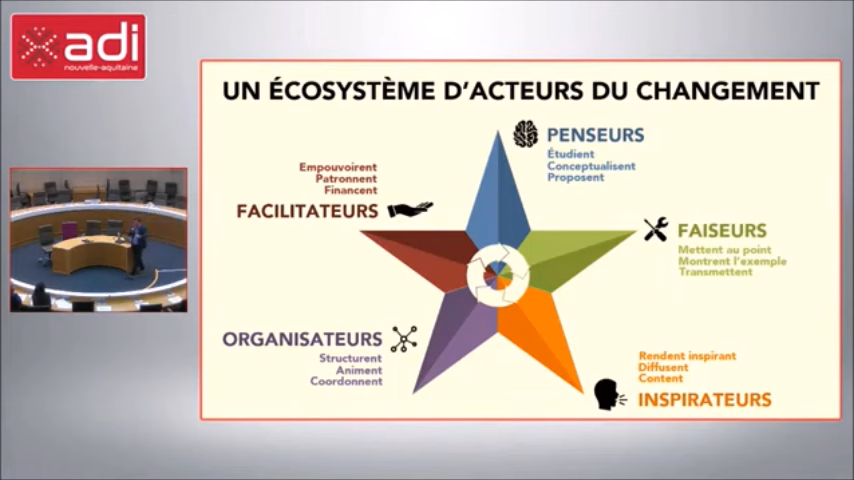 adi
nouvelle-aquitaine
UN ÉCOSYSTÈME D'ACTEURS DU CHANGEMENT
PENSEURS
Étudient
Conceptualisent
Proposent
Empouvoirent
Patronnent
Financent
FACILITATEURS
FAISEURS
Mettent au point
Montrent l'exemple
Transmettent
ORGANISATEURS
Structurent
Animent
Coordonnent
Rendent inspirant
Diffusent
Content
INSPIRATEURS